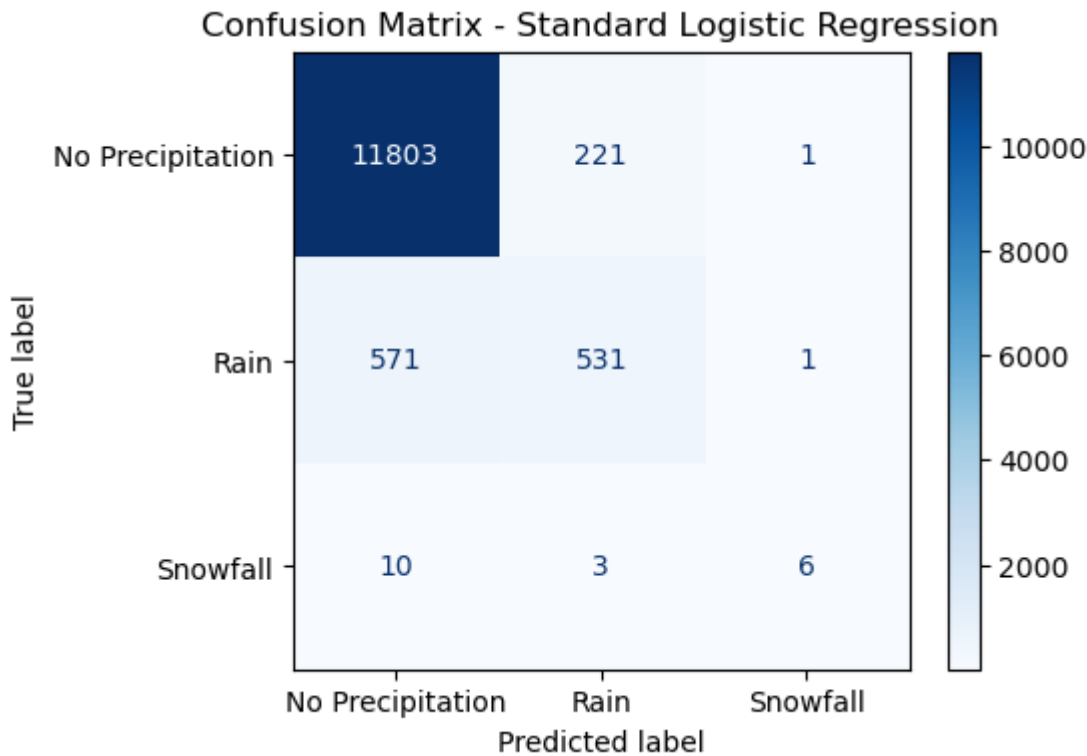 Confusion Matrix - Standard Logistic Regression
No Precipitation
11803
221
1
10000
8000
True label
Rain
571
531
1
6000
4000
Snowfall
10
3
6
2000
No Precipitation
Rain
Snowfall
Predicted label